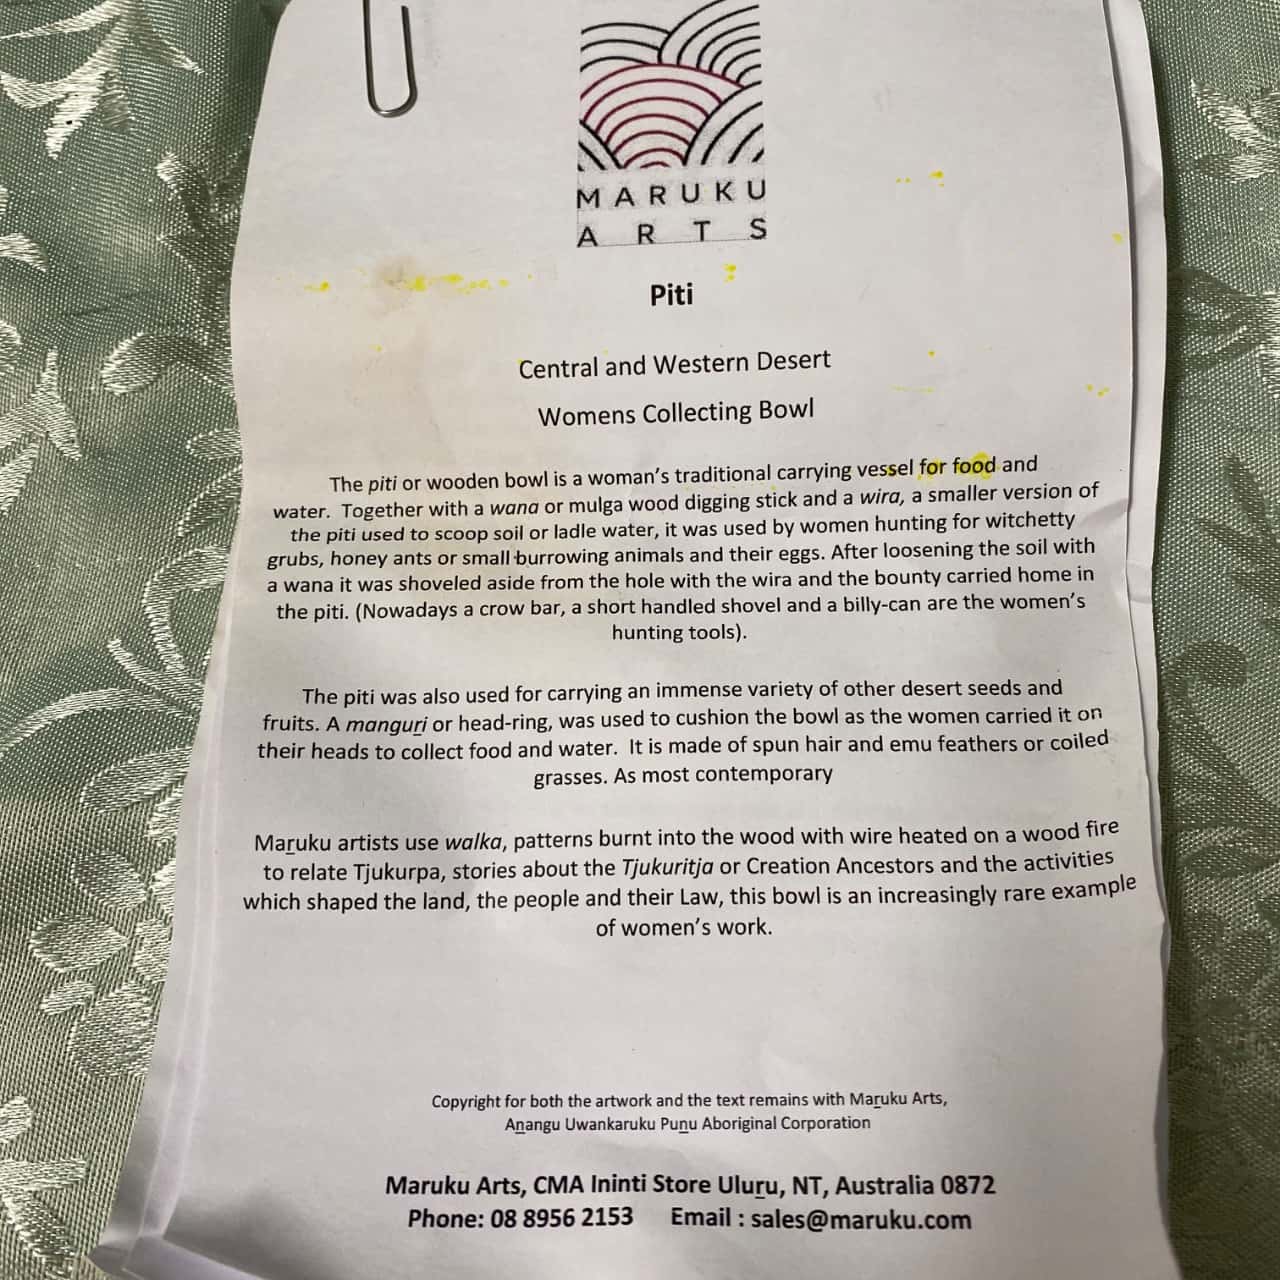 MARUKU
ARTS
Piti
Central and Western Desert
Womens Collecting Bowl
The piti or wooden bowl is a woman's traditional carrying vessel for food and
water. Together with a wana or mulga wood digging stick and a wira, a smaller version of
the piti used to scoop soil or ladle water, it was used by women hunting for witchetty
grubs, honey ants or small burrowing animals and their eggs. After loosening the soil with
a wana it was shoveled aside from the hole with the wira and the bounty carried home in
the piti. (Nowadays a crow bar, a short handled shovel and a billy-can are the women's
hunting tools).
The piti was also used for carrying an immense variety of other desert seeds and
fruits. A manguṟi or head-ring, was used to cushion the bowl as the women carried it on
their heads to collect food and water. It is made of spun hair and emu feathers or coiled
grasses. As most contemporary
Maṟuku artists use walka, patterns burnt into the wood with wire heated on a wood fire
to relate Tjukurpa, stories about the Tjukuritja or Creation Ancestors and the activities
which shaped the land, the people and their Law, this bowl is an increasingly rare example
of women's work.
Copyright for both the artwork and the text remains with Maṟuku Arts,
Aṉangu Uwankaruku Puṉu Aboriginal Corporation
Maruku Arts, CMA Ininti Store Uluṟu, NT, Australia 0872
Phone: 08 8956 2153 Email : sales@maruku.com